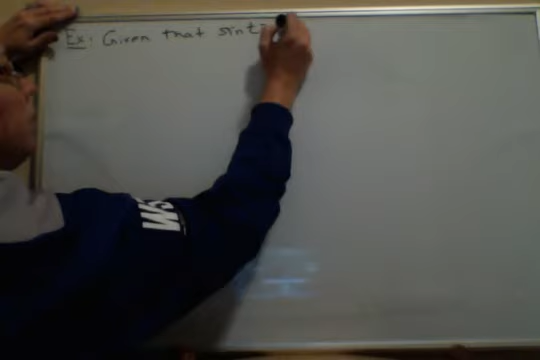 Ex: Given that sin t =